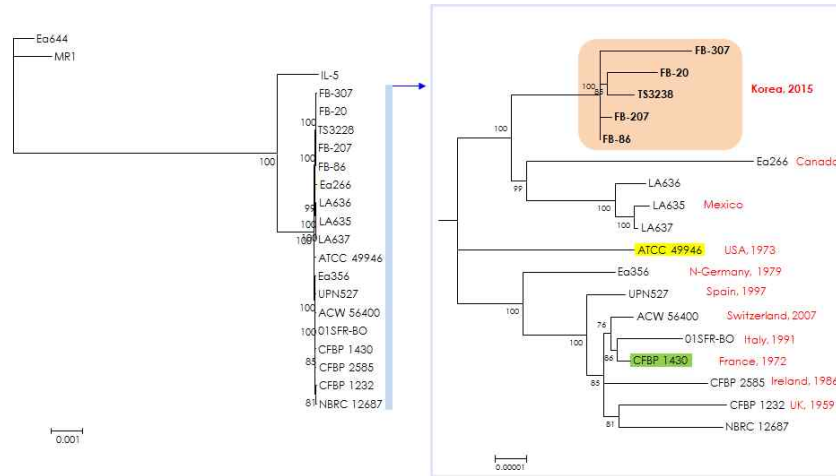 Ea644
MR1
IL-5
FB-307
FB-20
TS3228
FB-207
FB-86
Ea266
LA636
LA635
LA637
ATCC 49946
Ea356
UPN527
ACW 56400
01SFR-BO
CFBP 1430
CFBP 2585
CFBP 1232
NBRC 12687
100
100
100
99
100
100
100
100
100
85
81
0.001
FB-307
FB-20
TS3238
FB-207
FB-86
Korea, 2015
100
85
100
Ea266 Canada
99
LA636
LA635 Mexico
LA637
100
100
ATCC 49946 USA, 1973
Ea356 N-Germany, 1979
UPN527 Spain, 1997
ACW 56400 Switzerland, 2007
01SFR-BO Italy, 1991
CFBP 1430 France, 1972
CFBP 2585 Ireland, 1986
CFBP 1232 UK, 1959
NBRC 12687
100
100
76
86
85
81
0.00001